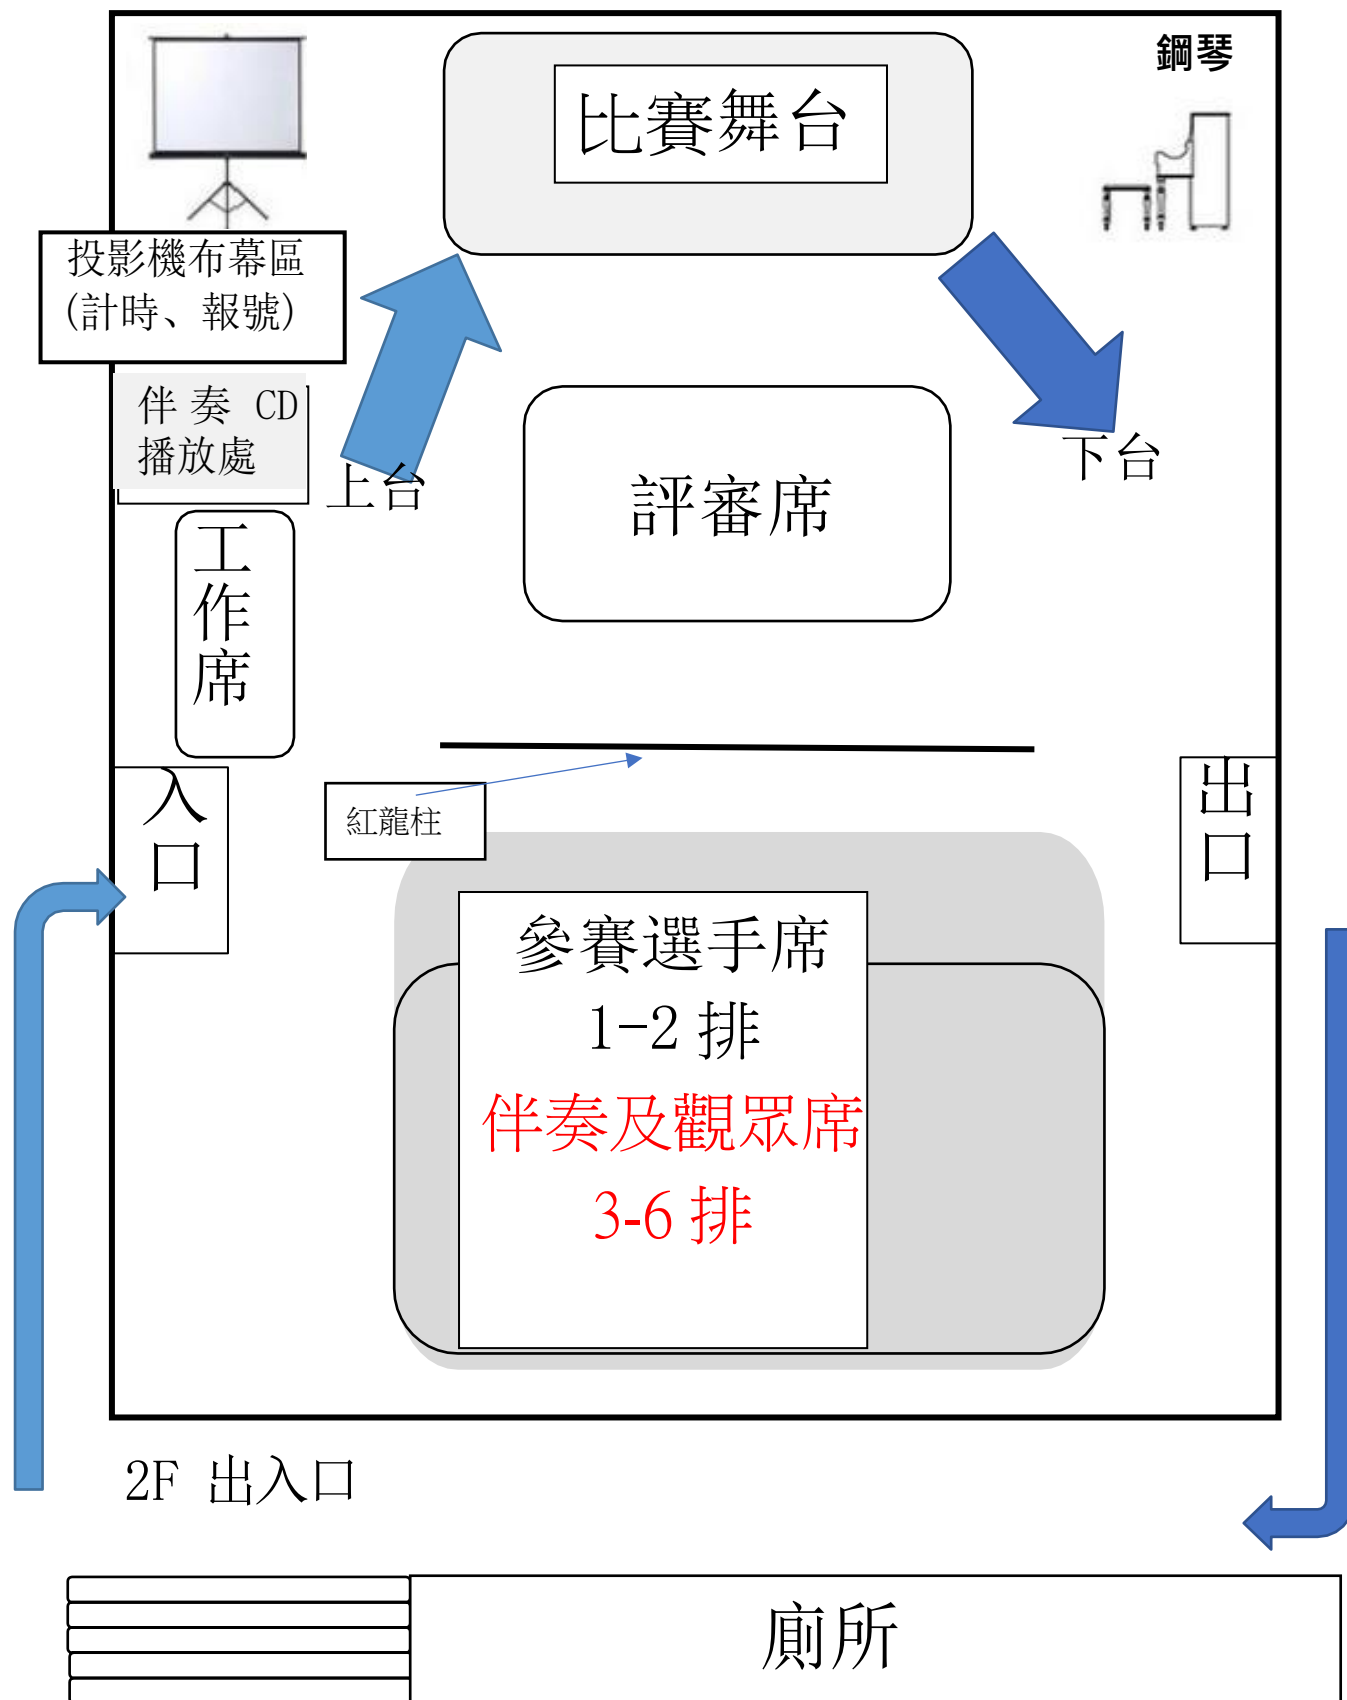 鋼琴
比賽舞台
投影機布幕區
(計時、報號)
伴奏 CD
播放處
上台
下台
評審席
工
作
席
紅龍柱
入
口
出
口
參賽選手席
1-2 排
伴奏及觀眾席
3-6 排
2F 出入口
廁所